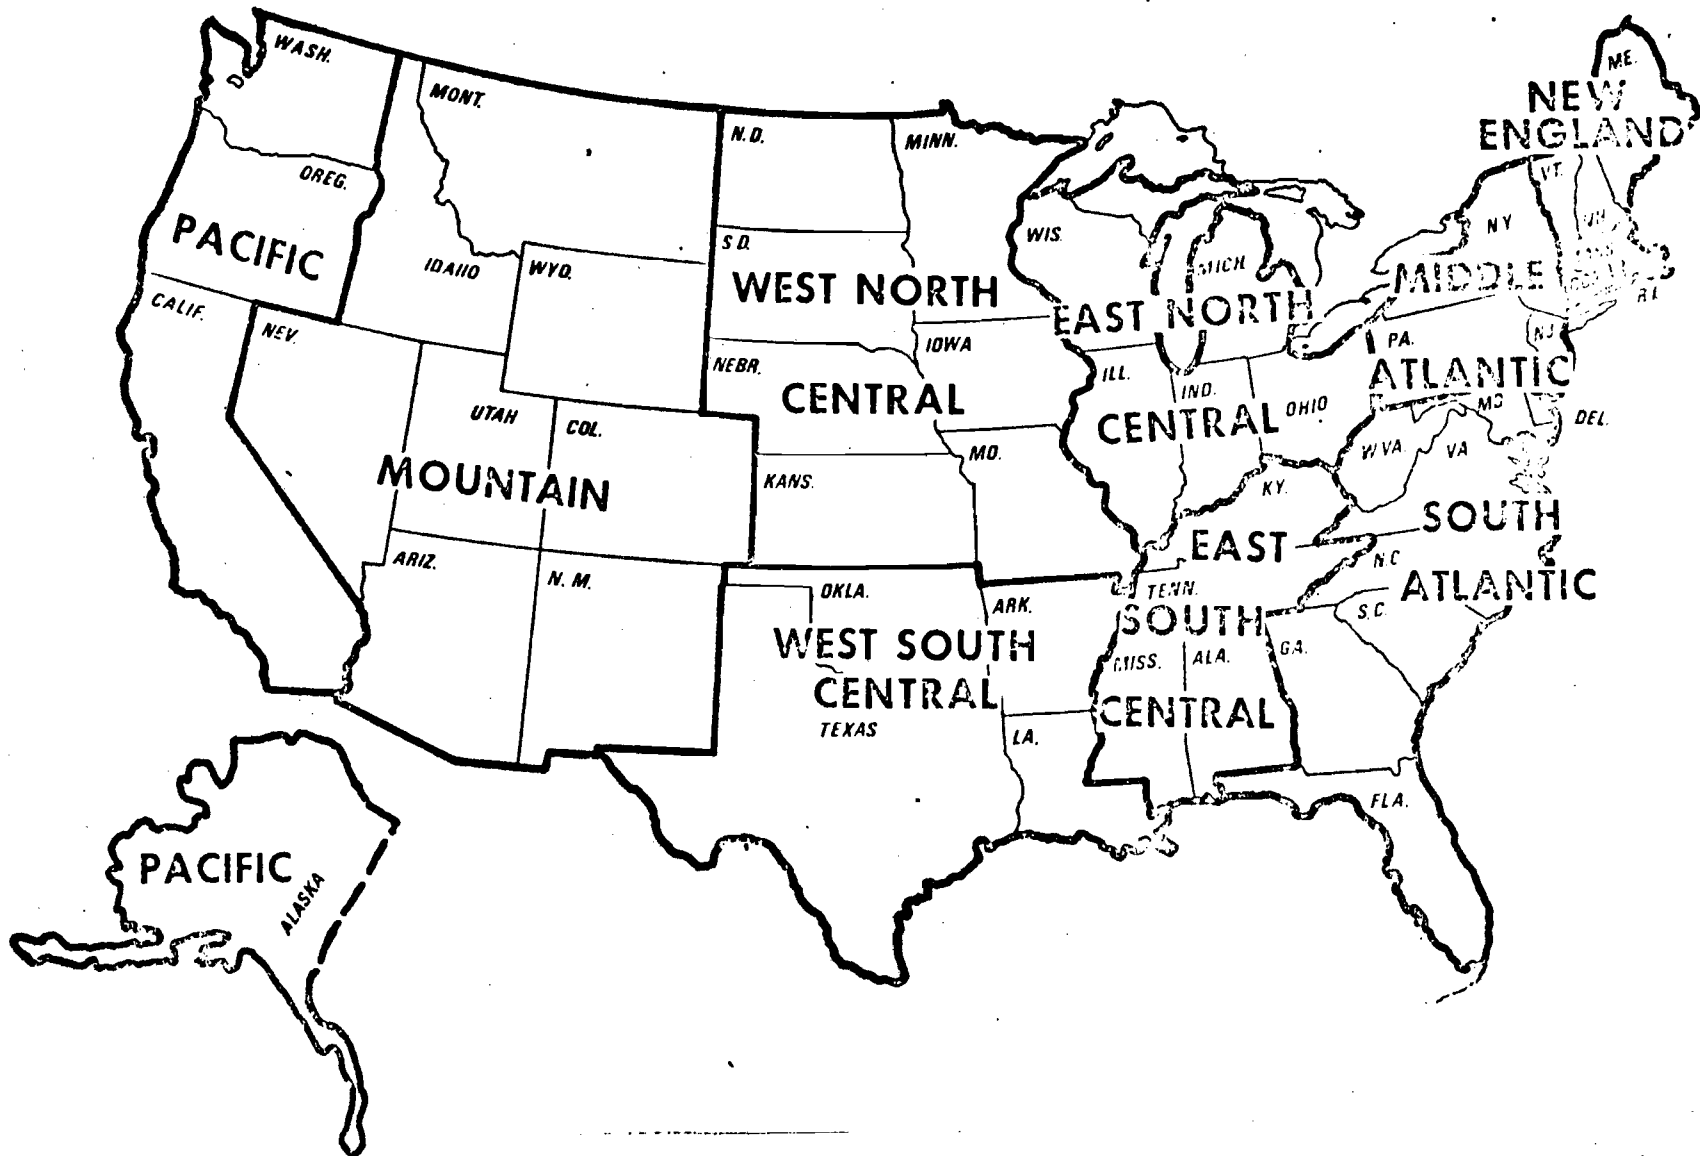 WASH.
MONT.
N.D.
MINN.
ME.
NEW
ENGLAND
OREG.
VT.
PACIFIC
S.D.
WIS.
NY
IDAHO
WYO.
MICH.
WEST NORTH
MIDDLE
CALIF.
NEV.
EAST NORTH
R.I.
IOWA
PA.
NJ
NEBR.
ILL.
IND.
ATLANTIC
CENTRAL
OHIO
MD
DEL.
UTAH
COL.
CENTRAL
W.VA.
VA
MO.
MOUNTAIN
KANS.
KY.
SOUTH
EAST
ARIZ.
N.M.
N.C
OKLA.
ARK.
TENN.
ATLANTIC
S.C.
SOUTH
WEST SOUTH
MISS.
ALA.
GA.
CENTRAL
CENTRAL
TEXAS
LA.
FLA.
PACIFIC
ALASKA